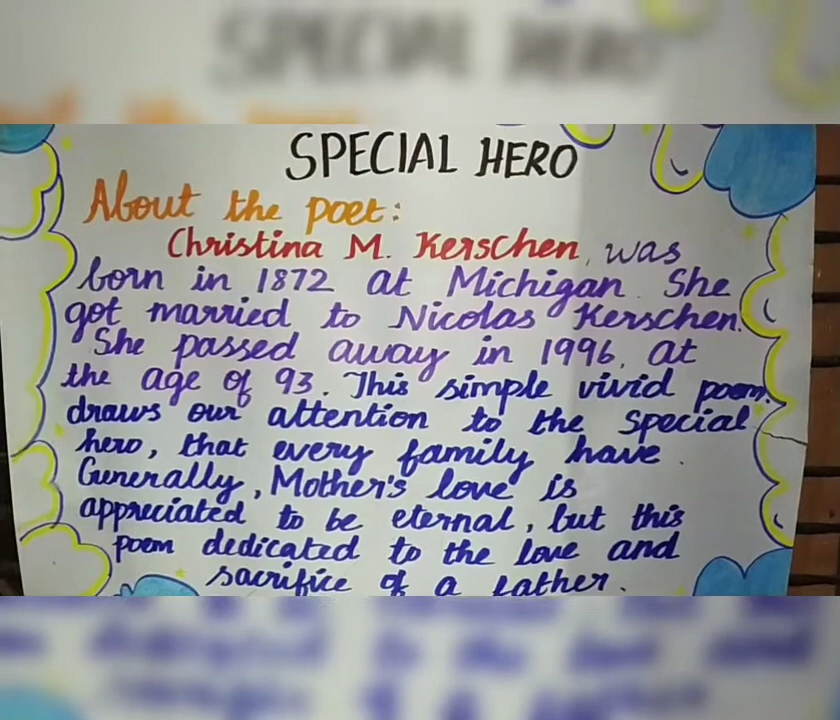 SPECIAL HERO
About the poet:
Christina M. Kerschen, was
born in 1872 at Michigan. She
got married to Nicolas Kerschen.
She passed away in 1996, at
the age of 93. This simple vivid poem.
draws our attention to the special
hero, that every family have.
Generally, Mother's love is
appreciated to be eternal, but this
poem dedicated to the love and
sacrifice of a father.